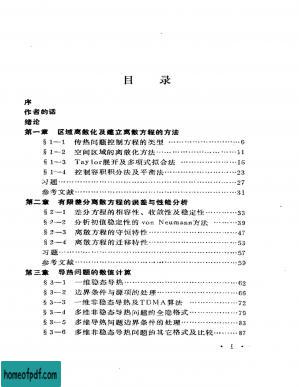 目 录
序
作者的话
绪论
第一章 区域离散化及建立离散方程的方法
§1—1 传热问题控制方程的类型 6
§1—2 空间区域的离散化方法 11
§1—3 Taylor展开及多项式拟合法 16
§1—4 控制容积积分法及平衡法 23
习题 27
参考文献 31
第二章 有限差分离散方程的误差与性能分析
§2—1 差分方程的相容性、收敛性及稳定性 33
§2—2 分析初值稳定性的 von Neumann方法 39
§2—3 离散方程的守恒特性 47
§2—4 离散方程的迁移特性 53
习题 57
参考文献 59
第三章 导热问题的数值计算
§3—1 一维稳态导热 62
§3—2 边界条件与源项的处理 66
§3—3 一维非稳态导热及TDMA算法 72
§3—4 多维非稳态导热问题的全隐格式 75
§3—5 多维导热问题边界条件的处理 83
§3—6 多维非稳态导热问题的其它格式及比较 87
· I ·
homeofpdf.com
homeofpdf.com